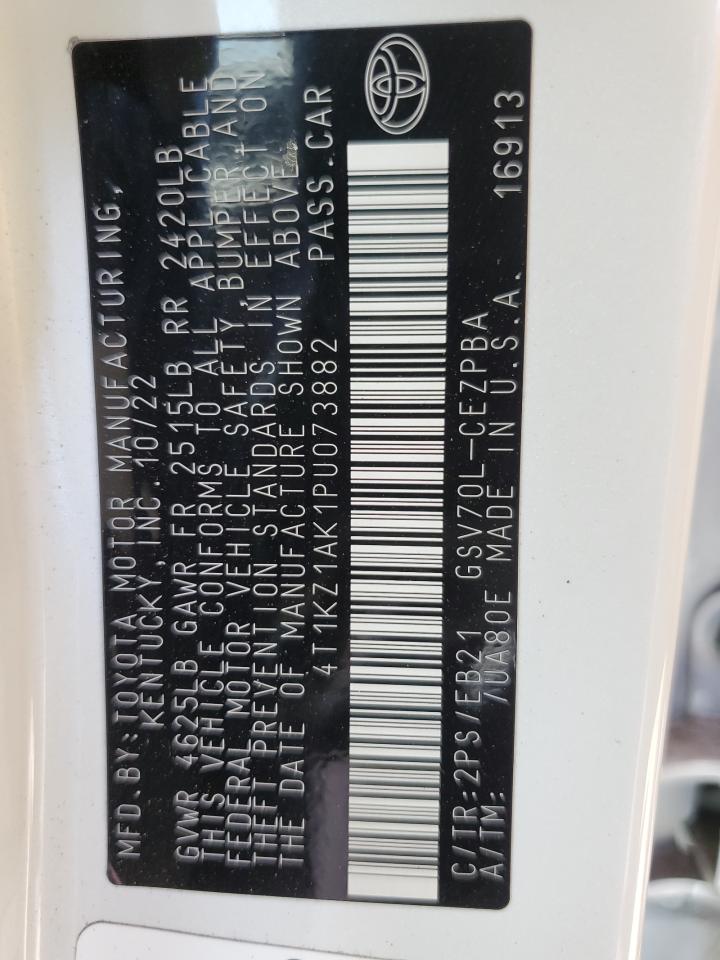 MFD.BY:TOYOTA MOTOR MANUFACTURING,
KENTUCKY, INC. 10/22
GVWR 4625LB GAWR FR 2515LB RR 2420LB
THIS VEHICLE CONFORMS TO ALL APPLICABLE
FEDERAL MOTOR VEHICLE SAFETY,BUMPER,AND
THEFT PREVENTION STANDARDS IN EFFECT ON
THE DATE OF MANUFACTURE SHOWN ABOVE.
4T1KZ1AK1PU073882 PASS.CAR
C/TR:2PS/EB21 GSV70L-CEZPBA
A/TM: /UA80E MADE IN U.S.A. 16913